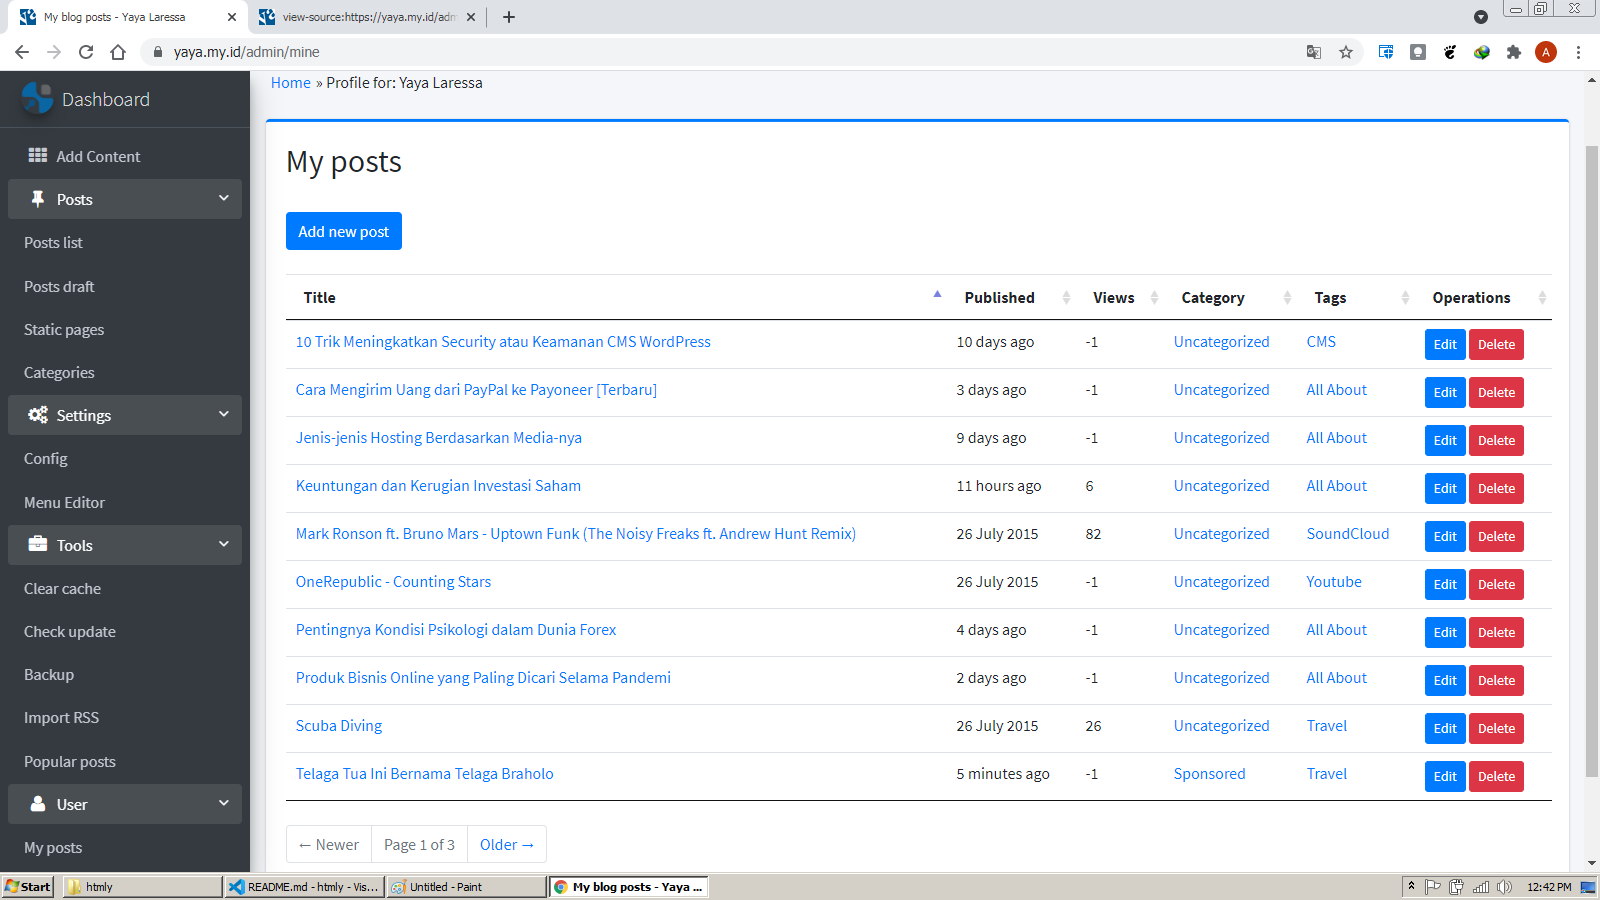 My blog posts - Yaya Laressa
view-source:https://yaya.my.id/adm
yaya.my.id/admin/mine
A
Dashboard
Add Content
Posts
Posts list
Posts draft
Static pages
Categories
Settings
Config
Menu Editor
Tools
Clear cache
Check update
Backup
Import RSS
Popular posts
User
My posts
Home » Profile for: Yaya Laressa
My posts
Add new post
Title Published Views Category Tags Operations
10 Trik Meningkatkan Security atau Keamanan CMS WordPress 10 days ago -1 Uncategorized CMS Edit Delete
Cara Mengirim Uang dari PayPal ke Payoneer [Terbaru] 3 days ago -1 Uncategorized All About Edit Delete
Jenis-jenis Hosting Berdasarkan Media-nya 9 days ago -1 Uncategorized All About Edit Delete
Keuntungan dan Kerugian Investasi Saham 11 hours ago 6 Uncategorized All About Edit Delete
Mark Ronson ft. Bruno Mars - Uptown Funk (The Noisy Freaks ft. Andrew Hunt Remix) 26 July 2015 82 Uncategorized SoundCloud Edit Delete
OneRepublic - Counting Stars 26 July 2015 -1 Uncategorized Youtube Edit Delete
Pentingnya Kondisi Psikologi dalam Dunia Forex 4 days ago -1 Uncategorized All About Edit Delete
Produk Bisnis Online yang Paling Dicari Selama Pandemi 2 days ago -1 Uncategorized All About Edit Delete
Scuba Diving 26 July 2015 26 Uncategorized Travel Edit Delete
Telaga Tua Ini Bernama Telaga Braholo 5 minutes ago -1 Sponsored Travel Edit Delete
← Newer Page 1 of 3 Older →
Start htmly README.md - htmly - Vis... Untitled - Paint My blog posts - Yaya ... 12:42 PM